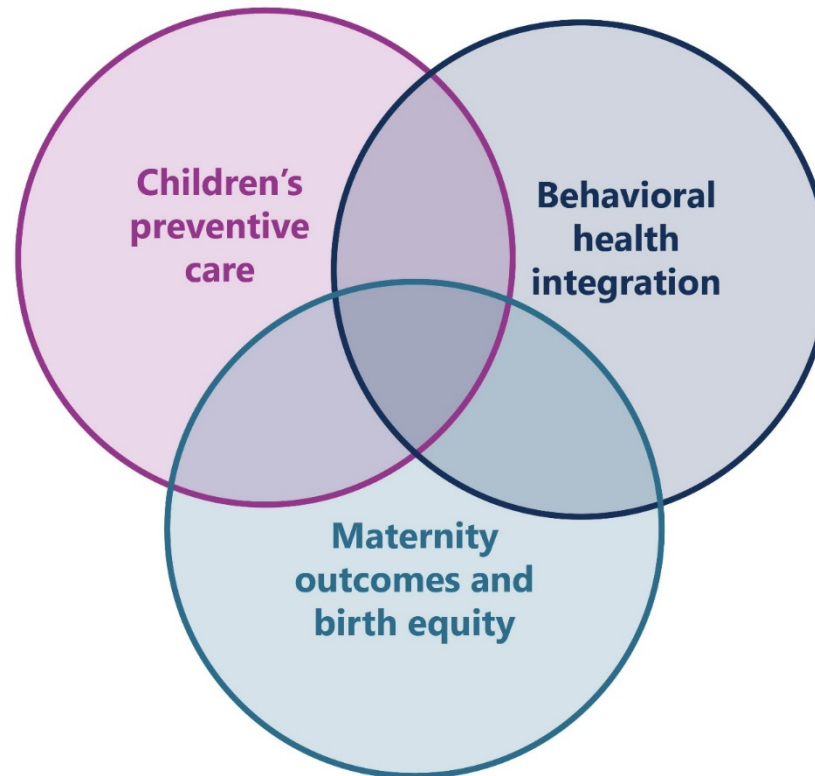 Children’s
preventive
care
Behavioral
health
integration
Maternity
outcomes and
birth equity